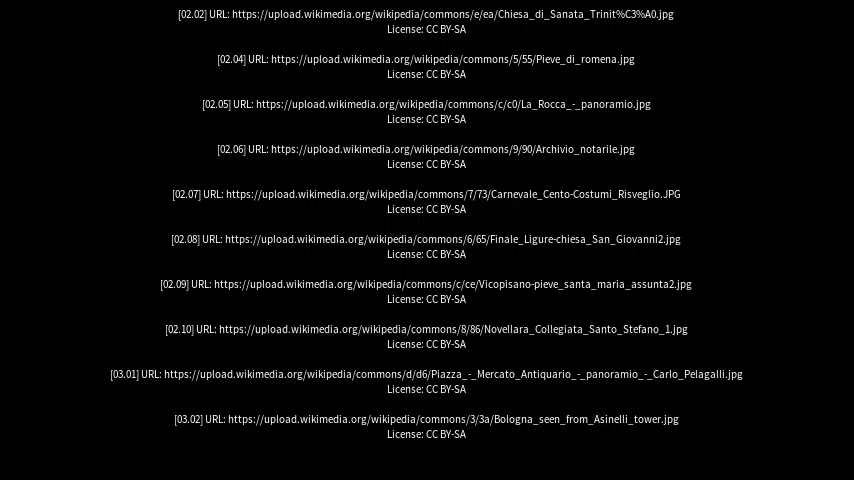 [02.02] URL: https://upload.wikimedia.org/wikipedia/commons/e/ea/Chiesa_di_Sanata_Trinit%C3%A0.jpg
License: CC BY-SA
[02.04] URL: https://upload.wikimedia.org/wikipedia/commons/5/55/Pieve_di_romena.jpg
License: CC BY-SA
[02.05] URL: https://upload.wikimedia.org/wikipedia/commons/c/c0/La_Rocca_-_panoramio.jpg
License: CC BY-SA
[02.06] URL: https://upload.wikimedia.org/wikipedia/commons/9/90/Archivio_notarile.jpg
License: CC BY-SA
[02.07] URL: https://upload.wikimedia.org/wikipedia/commons/7/73/Carnevale_Cento-Costumi_Risveglio.JPG
License: CC BY-SA
[02.08] URL: https://upload.wikimedia.org/wikipedia/commons/6/65/Finale_Ligure-chiesa_San_Giovanni2.jpg
License: CC BY-SA
[02.09] URL: https://upload.wikimedia.org/wikipedia/commons/c/ce/Vicopisano-pieve_santa_maria_assunta2.jpg
License: CC BY-SA
[02.10] URL: https://upload.wikimedia.org/wikipedia/commons/8/86/Novellara_Collegiata_Santo_Stefano_1.jpg
License: CC BY-SA
[03.01] URL: https://upload.wikimedia.org/wikipedia/commons/d/d6/Piazza_-_Mercato_Antiquario_-_panoramio_-_Carlo_Pelagalli.jpg
License: CC BY-SA
[03.02] URL: https://upload.wikimedia.org/wikipedia/commons/3/3a/Bologna_seen_from_Asinelli_tower.jpg
License: CC BY-SA